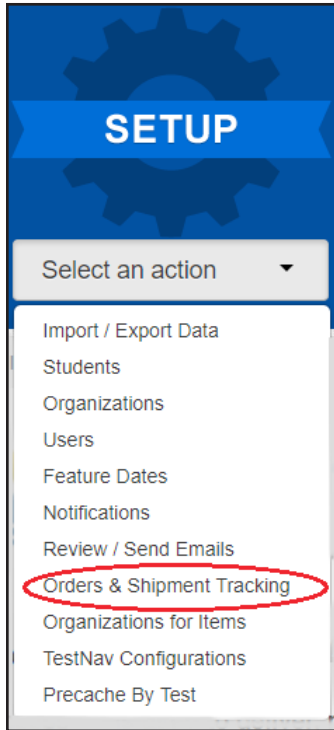 SETUP
Select an action
Import / Export Data
Students
Organizations
Users
Feature Dates
Notifications
Review / Send Emails
Orders & Shipment Tracking
Organizations for Items
TestNav Configurations
Precache By Test